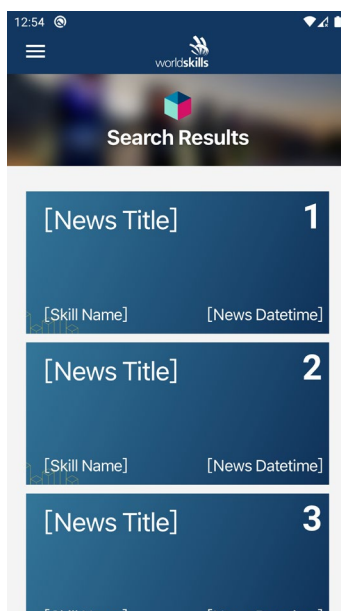 12:54
worldskills
Search Results
[News Title] 1
[Skill Name] [News Datetime]
[News Title] 2
[Skill Name] [News Datetime]
[News Title] 3